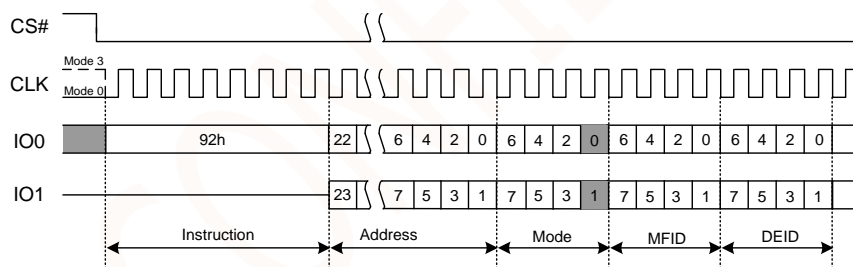 CS#
Mode 3
CLK
Mode 0
IO0 92h 22 6 4 2 0 6 4 2 0 6 4 2 0 6 4 2 0
IO1 23 7 5 3 1 7 5 3 1 7 5 3 1 7 5 3 1
Instruction Address Mode MFID DEID